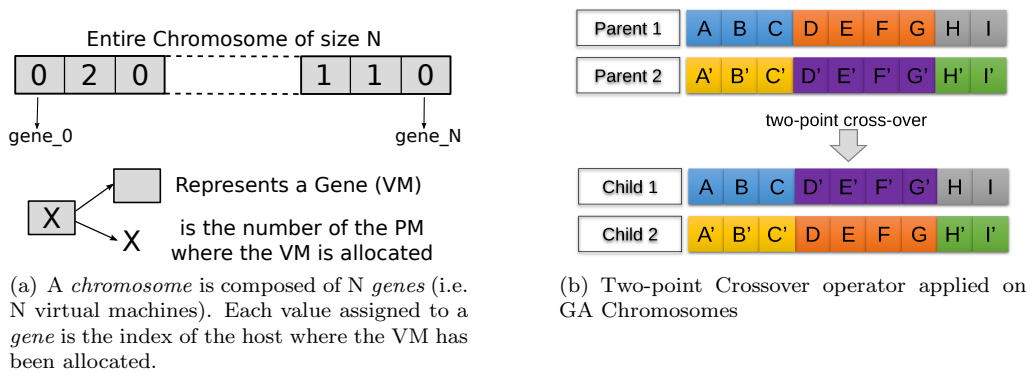 Entire Chromosome of size N
0 2 0 1 1 0
gene_0 gene_N
Represents a Gene (VM)
X
X
is the number of the PM
where the VM is allocated
(a) A chromosome is composed of N genes (i.e.
N virtual machines). Each value assigned to a
gene is the index of the host where the VM has
been allocated.
Parent 1 A B C D E F G H I
Parent 2 A' B' C' D' E' F' G' H' I'
two-point cross-over
Child 1 A B C D' E' F' G' H I
Child 2 A' B' C' D E F G H' I'
(b) Two-point Crossover operator applied on
GA Chromosomes